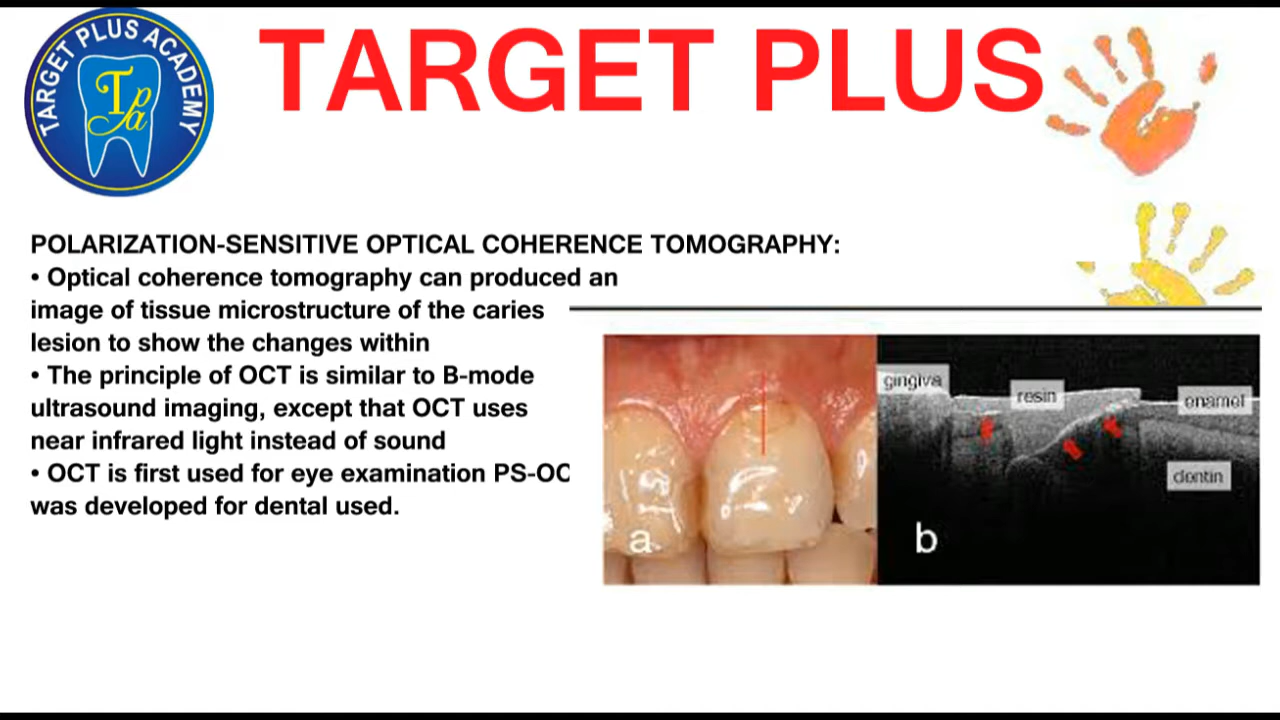 TARGET PLUS ACADEMY
T p a
TARGET PLUS
POLARIZATION-SENSITIVE OPTICAL COHERENCE TOMOGRAPHY:
• Optical coherence tomography can produced an
image of tissue microstructure of the caries
lesion to show the changes within
• The principle of OCT is similar to B-mode
ultrasound imaging, except that OCT uses
near infrared light instead of sound
• OCT is first used for eye examination PS-OC
was developed for dental used.
gingiva
resin
enamel
dentin
a
b